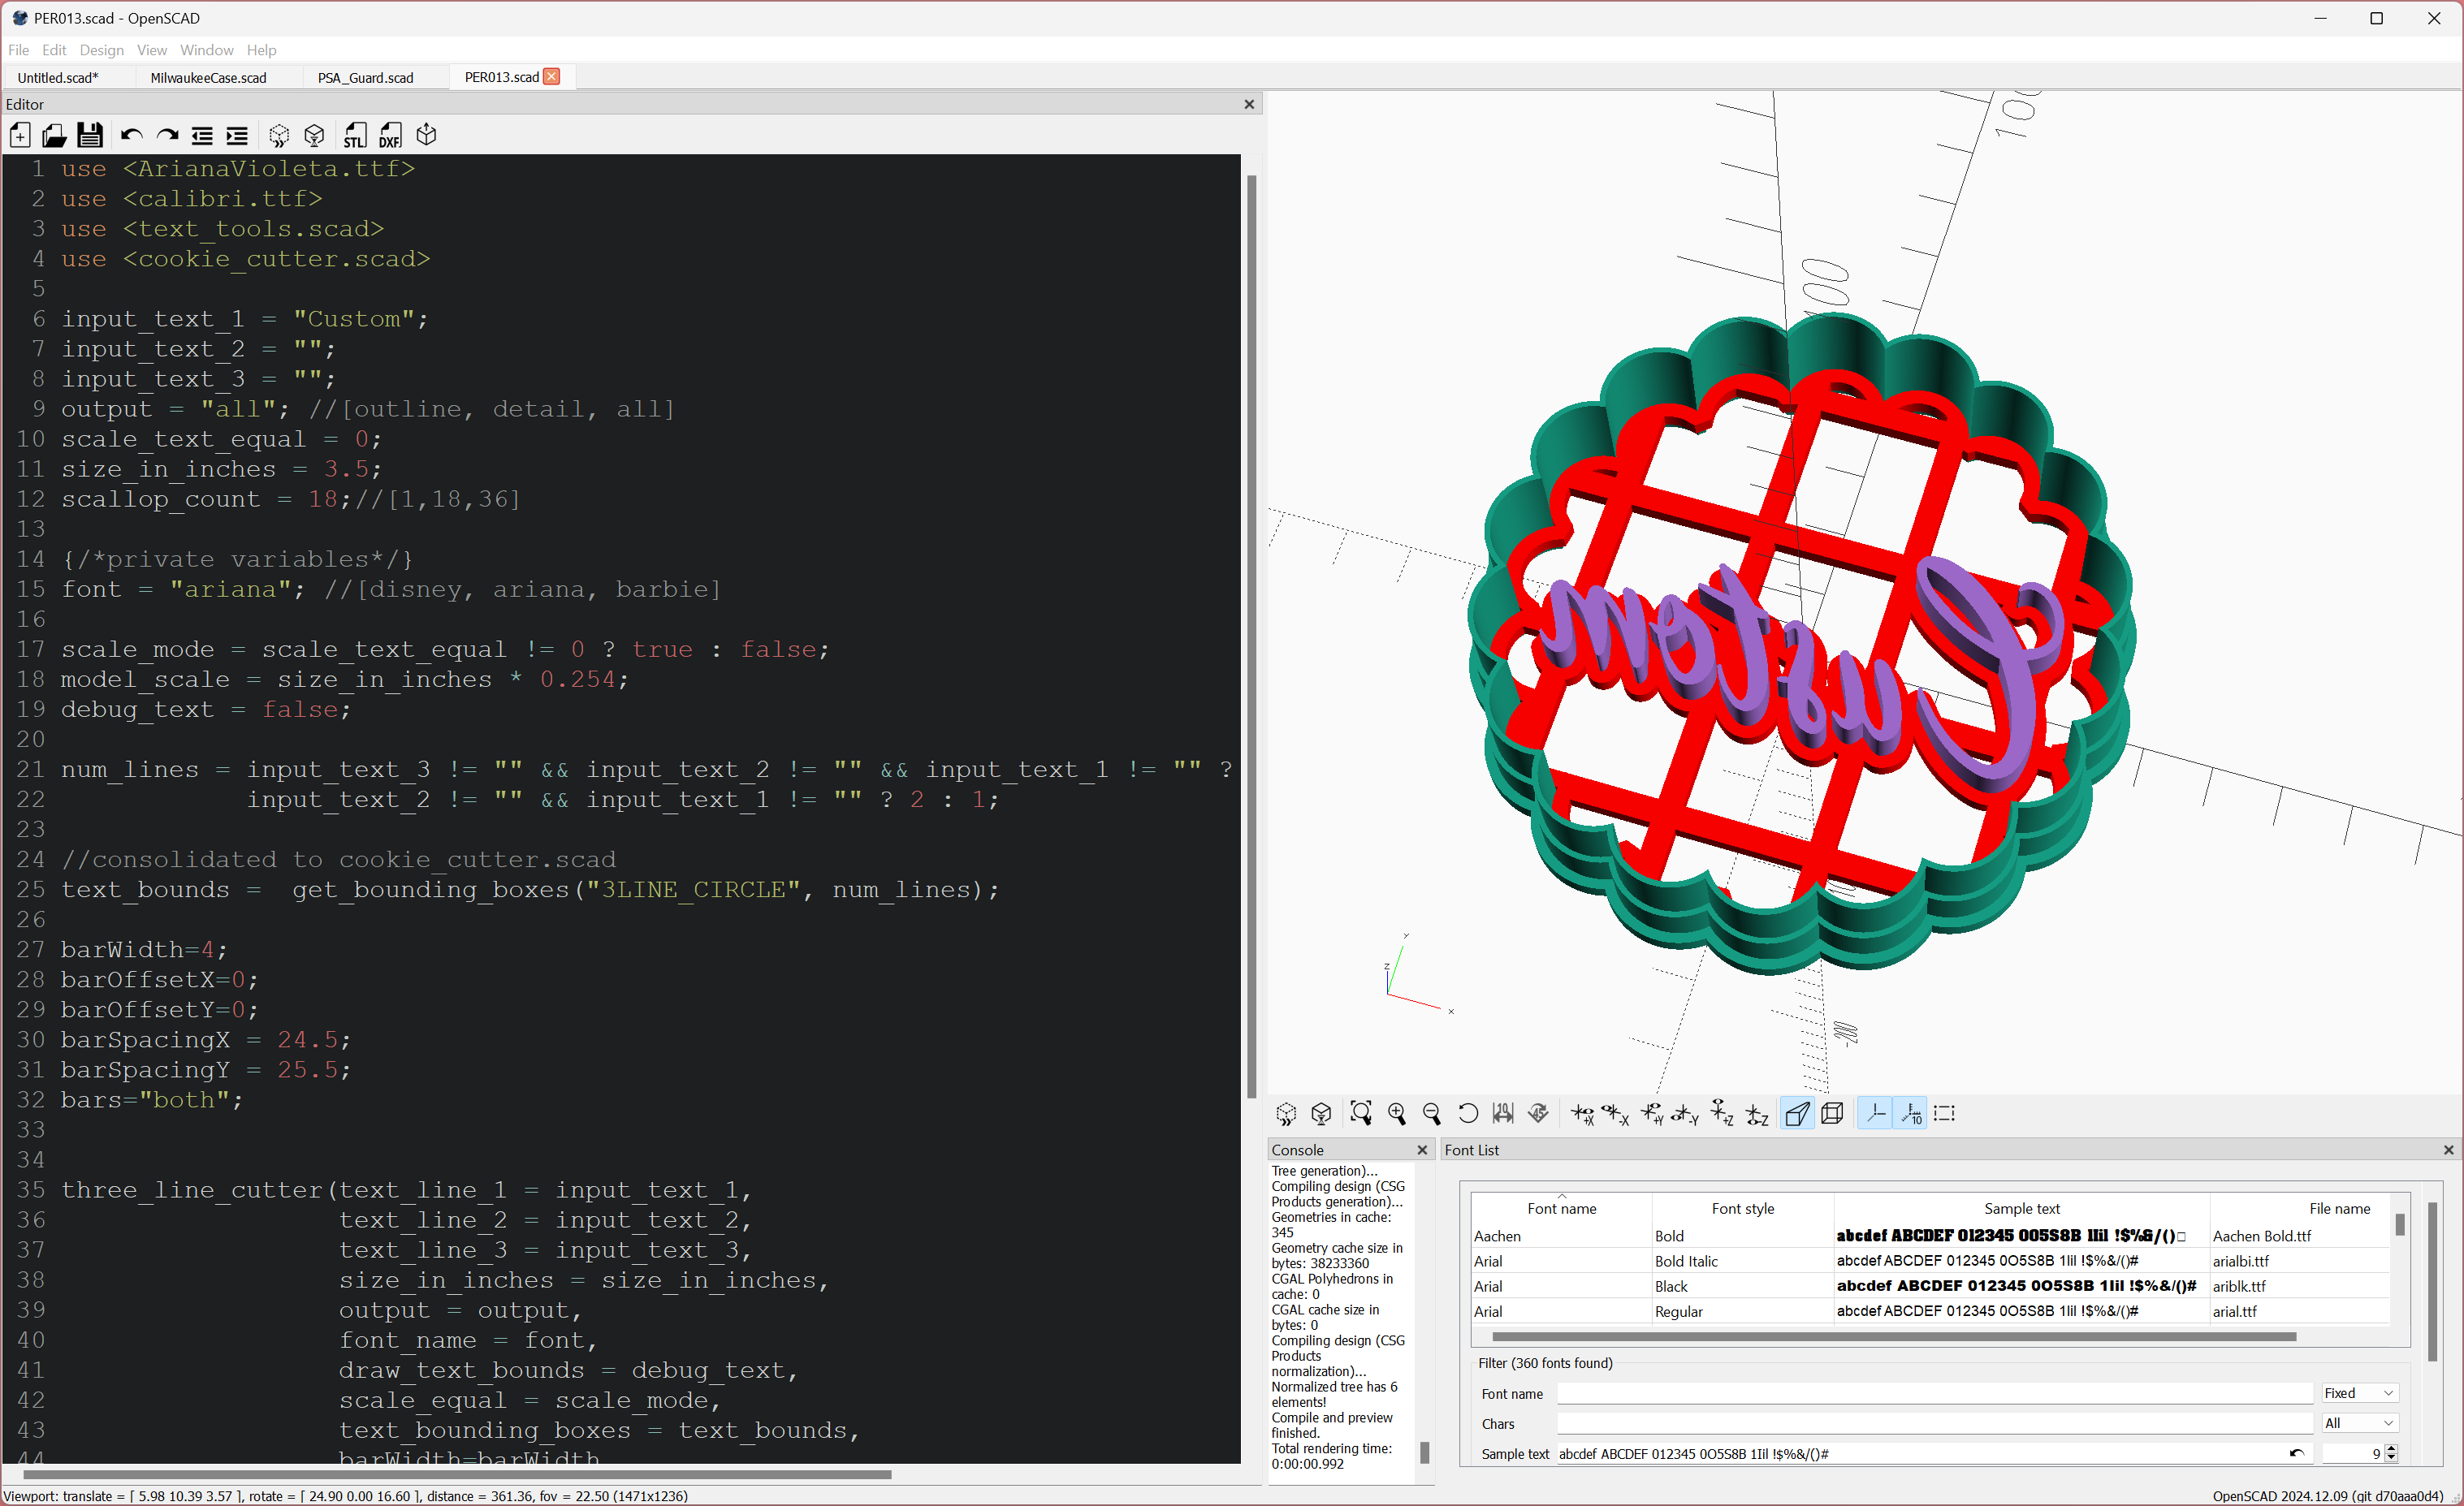 PER013.scad - OpenSCAD
File Edit Design View Window Help
Untitled.scad* MilwaukeeCase.scad PSA_Guard.scad PER013.scad
Editor
STL DXF
1 use <ArianaVioleta.ttf>
2 use <calibri.ttf>
3 use <text_tools.scad>
4 use <cookie_cutter.scad>
5
6 input_text_1 = "Custom";
7 input_text_2 = "";
8 input_text_3 = "";
9 output = "all"; //[outline, detail, all]
10 scale_text_equal = 0;
11 size_in_inches = 3.5;
12 scallop_count = 18;//[1,18,36]
13
14 {/*private variables*/}
15 font = "ariana"; //[disney, ariana, barbie]
16
17 scale_mode = scale_text_equal != 0 ? true : false;
18 model_scale = size_in_inches * 0.254;
19 debug_text = false;
20
21 num_lines = input_text_3 != "" && input_text_2 != "" && input_text_1 != "" ?
22 input_text_2 != "" && input_text_1 != "" ? 2 : 1;
23
24 //consolidated to cookie_cutter.scad
25 text_bounds =  get_bounding_boxes("3LINE_CIRCLE", num_lines);
26
27 barWidth=4;
28 barOffsetX=0;
29 barOffsetY=0;
30 barSpacingX = 24.5;
31 barSpacingY = 25.5;
32 bars="both";
33
34
35 three_line_cutter(text_line_1 = input_text_1,
36 text_line_2 = input_text_2,
37 text_line_3 = input_text_3,
38 size_in_inches = size_in_inches,
39 output = output,
40 font_name = font,
41 draw_text_bounds = debug_text,
42 scale_equal = scale_mode,
43 text_bounding_boxes = text_bounds,
44 barWidth=barWidth
Custom
z y x
Console
Tree generation)...
Compiling design (CSG
Products generation)...
Geometries in cache:
345
Geometry cache size in
bytes: 38233360
CGAL Polyhedrons in
cache: 0
CGAL cache size in
bytes: 0
Compiling design (CSG
Products
normalization)...
Normalized tree has 6
elements!
Compile and preview
finished.
Total rendering time:
0:00:00.992
Font List
Font name Font style Sample text File name
Aachen Bold abcdef ABCDEF 012345 0O5S8B 1Iil !$%&/()□ Aachen Bold.ttf
Arial Bold Italic abcdef ABCDEF 012345 0O5S8B 1Iil !$%&/()# arialbi.ttf
Arial Black abcdef ABCDEF 012345 0O5S8B 1Iil !$%&/()# ariblk.ttf
Arial Regular abcdef ABCDEF 012345 0O5S8B 1Iil !$%&/()# arial.ttf
Filter (360 fonts found)
Font name Fixed
Chars All
Sample text abcdef ABCDEF 012345 0O5S8B 1Iil !$%&/()# 9
Viewport: translate = [ 5.98 10.39 3.57 ], rotate = [ 24.90 0.00 16.60 ], distance = 361.36, fov = 22.50 (1471x1236)
OpenSCAD 2024.12.09 (git d70aaa0d4)